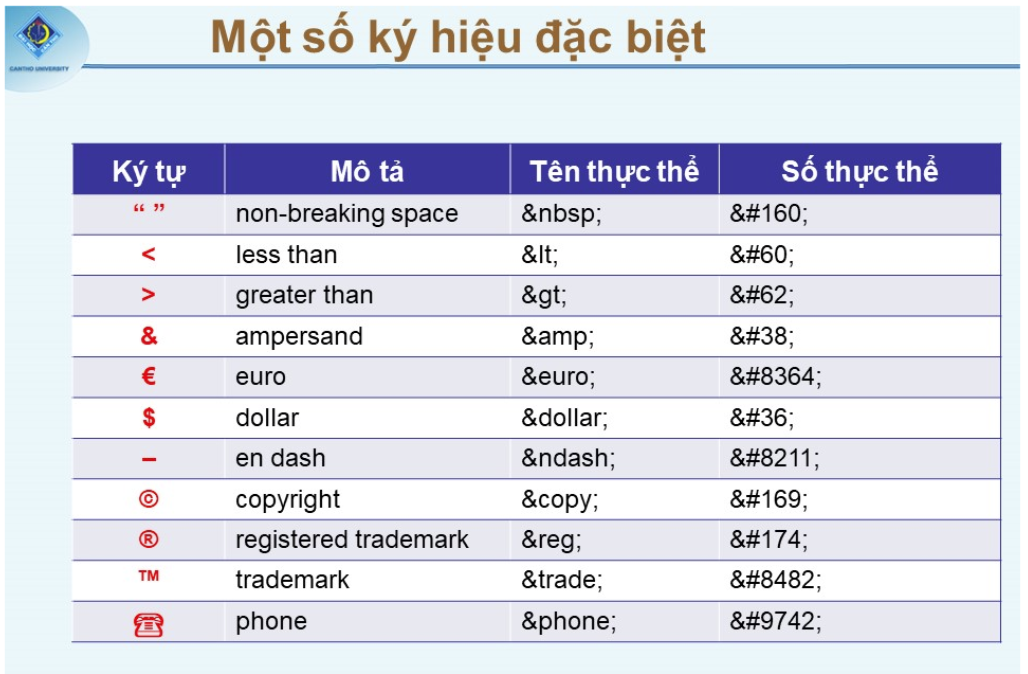 Một số ký hiệu đặc biệt
CANTHO UNIVERSITY
Ký tự Mô tả Tên thực thể Số thực thể
“ ” non-breaking space &nbsp; &#160;
< less than &lt; &#60;
> greater than &gt; &#62;
& ampersand &amp; &#38;
€ euro &euro; &#8364;
$ dollar &dollar; &#36;
– en dash &ndash; &#8211;
© copyright &copy; &#169;
® registered trademark &reg; &#174;
™ trademark &trade; &#8482;
☎ phone &phone; &#9742;